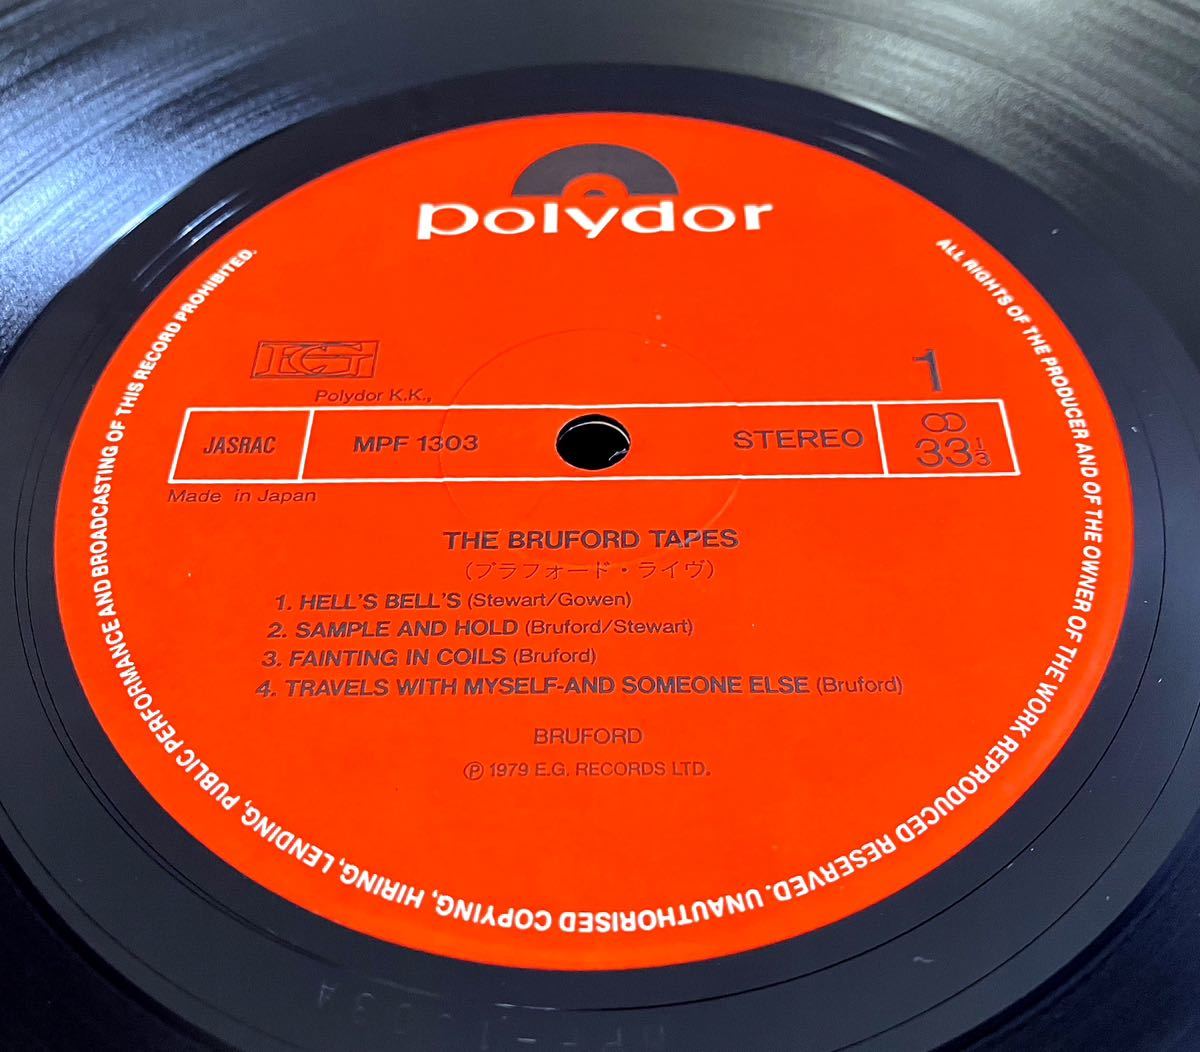 polydor
EG
1
Polydor K.K.,
JASRAC
MPF 1303
STEREO
33 1/3
Made in Japan
THE BRUFORD TAPES
(ブラフォード・ライヴ)
1. HELL'S BELL'S (Stewart/Gowen)
2. SAMPLE AND HOLD (Bruford/Stewart)
3. FAINTING IN COILS (Bruford)
4. TRAVELS WITH MYSELF-AND SOMEONE ELSE (Bruford)
BRUFORD
℗ 1979 E.G. RECORDS LTD.
ALL RIGHTS OF THE PRODUCER AND OF THE OWNER OF THE WORK REPRODUCED RESERVED. UNAUTHORISED COPYING, HIRING, LENDING, PUBLIC PERFORMANCE AND BROADCASTING OF THIS RECORD PROHIBITED.